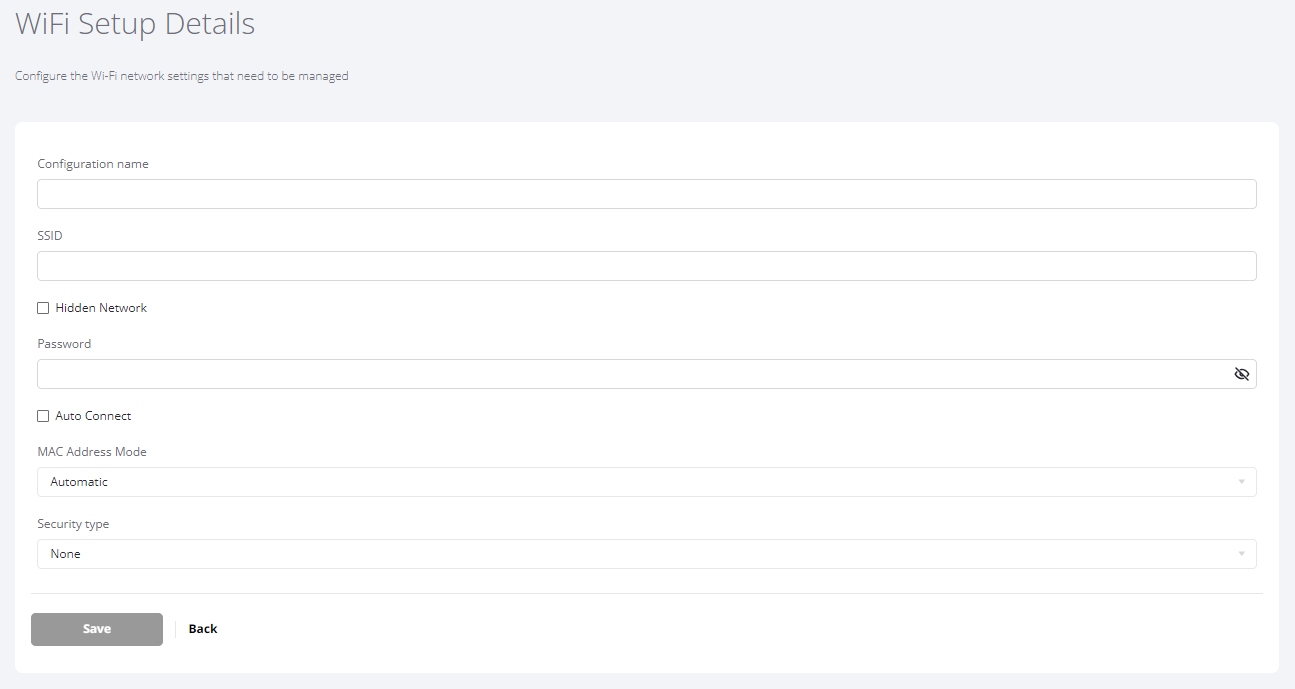 WiFi Setup Details
Configure the Wi-Fi network settings that need to be managed
Configuration name
SSID
Hidden Network
Password
Auto Connect
MAC Address Mode
Automatic
Security type
None
Save
Back